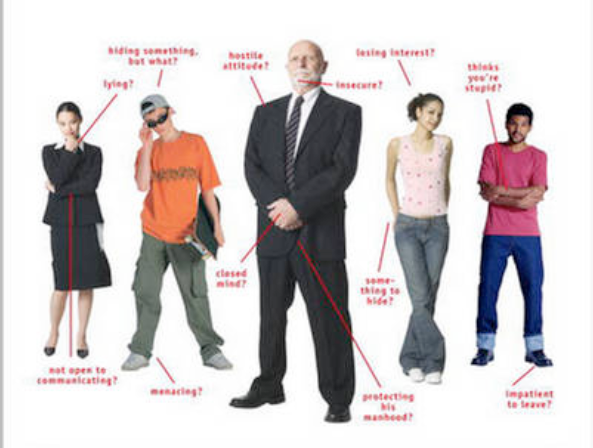 hiding something,
but what?
lying?
hostile
attitude?
insecure?
losing interest?
thinks
you're
stupid?
closed
mind?
some-
thing to
hide?
not open to
communicating?
menacing?
protecting
his
manhood?
impatient
to leave?